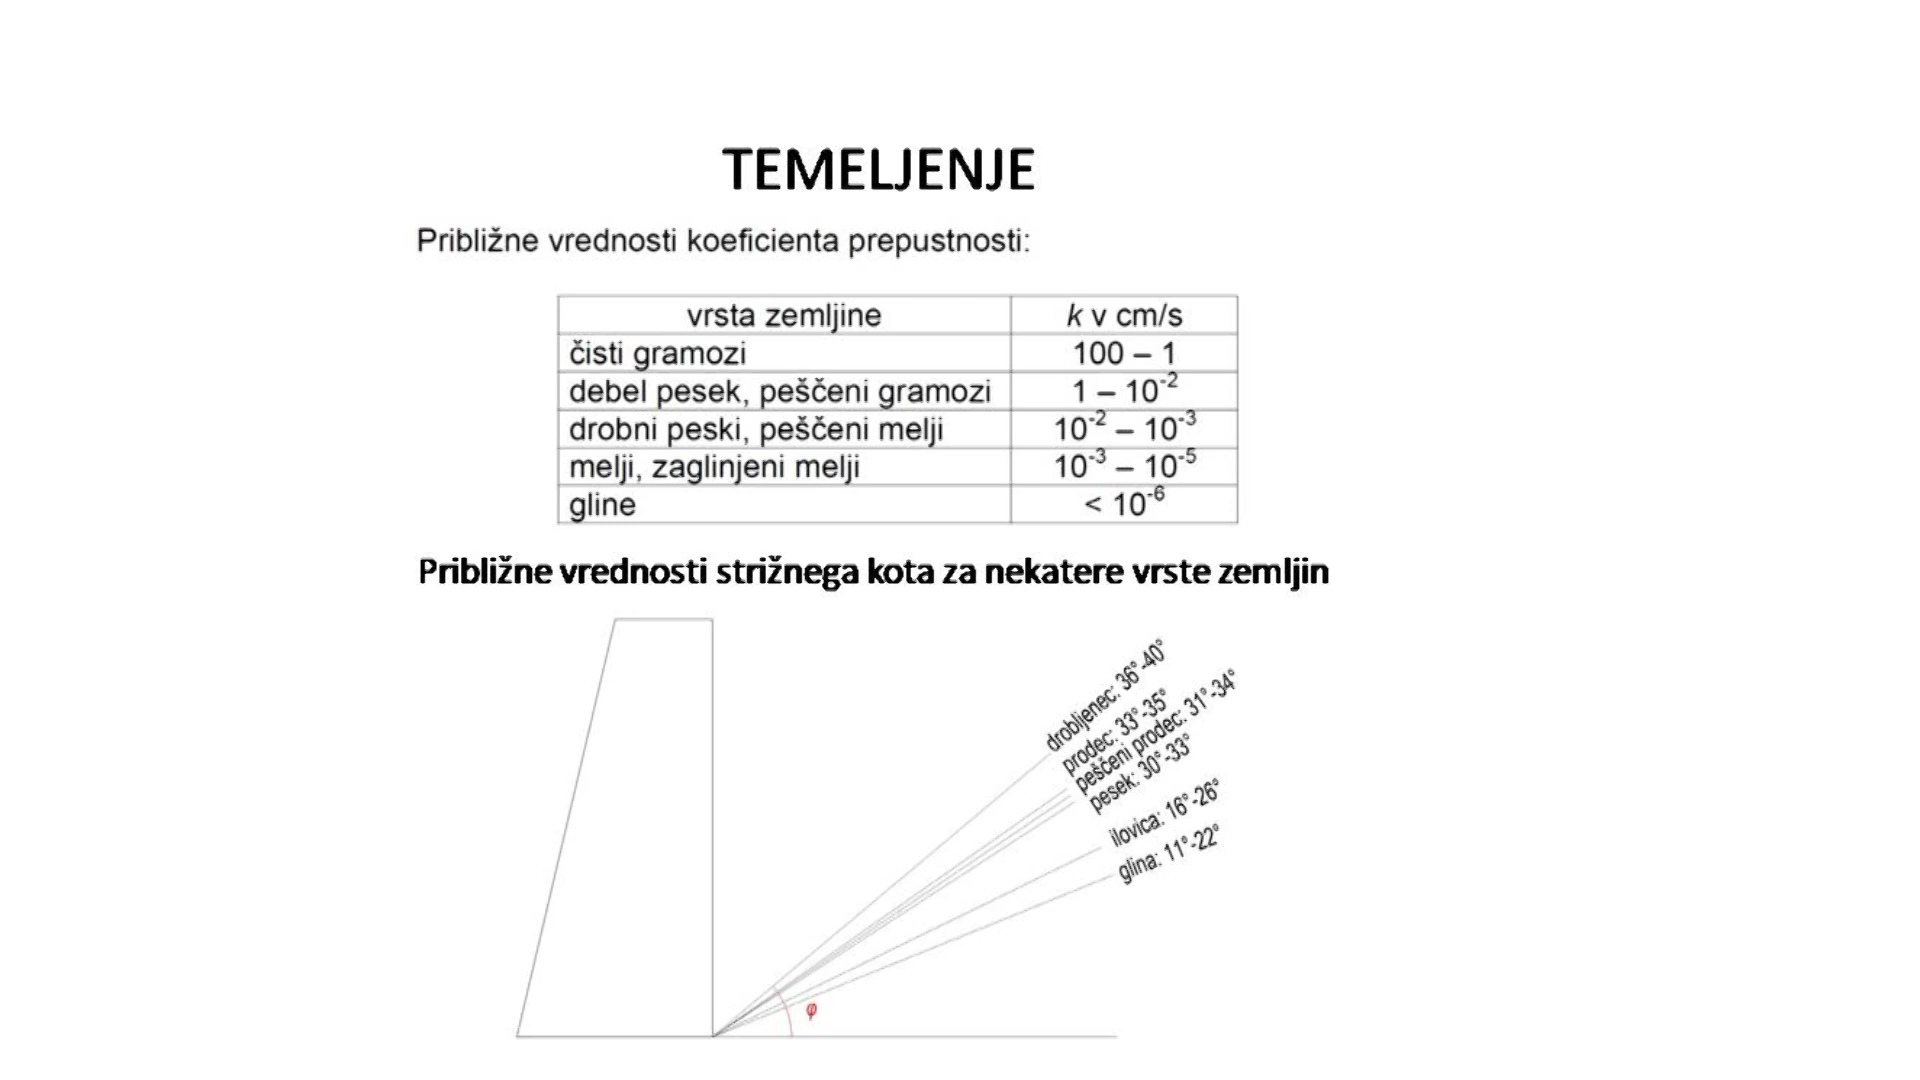 TEMELJENJE
Približne vrednosti koeficienta prepustnosti:
vrsta zemljine k v cm/s
čisti gramozi 100 – 1
debel pesek, peščeni gramozi 1 – 10⁻²
drobni peski, peščeni melji 10⁻² – 10⁻³
melji, zaglinjeni melji 10⁻³ – 10⁻⁵
gline < 10⁻⁶
Približne vrednosti strižnega kota za nekatere vrste zemljin
drobljenec: 36°-40°
prodec: 33°-35°
peščeni prodec: 31°-34°
pesek: 30°-33°
ilovica: 16°-26°
glina: 11°-22°
φ